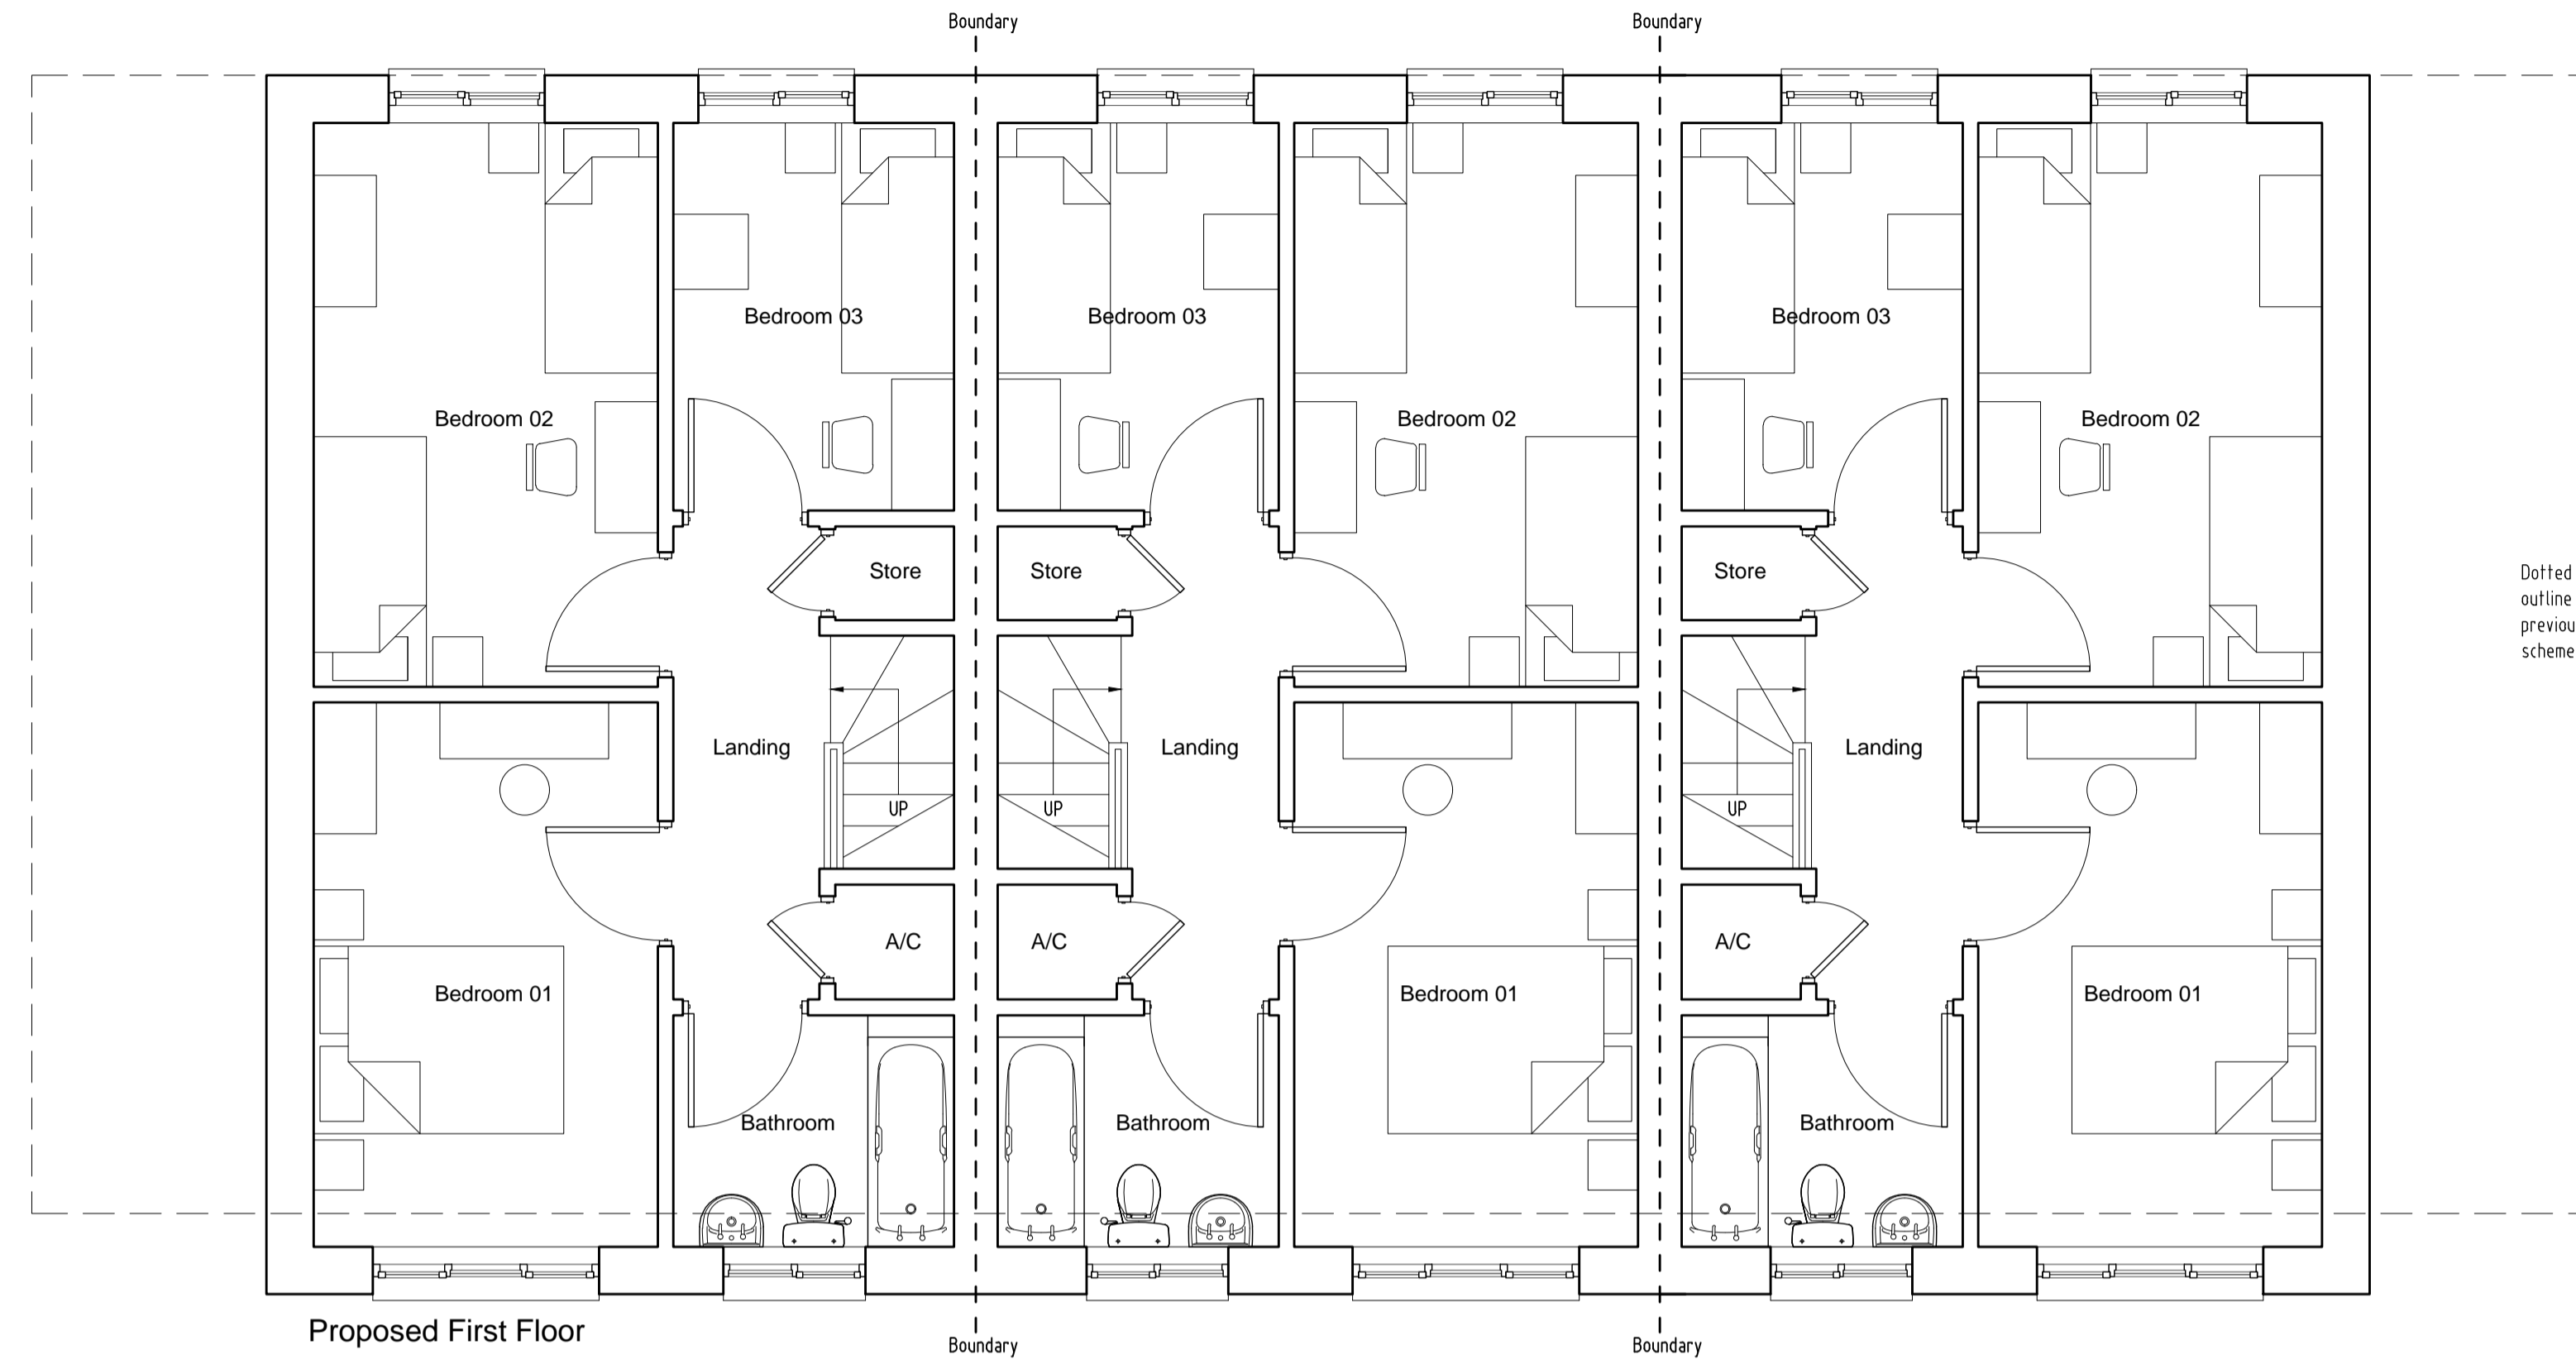 Boundary
Boundary
Bedroom 03
Bedroom 03
Bedroom 03
Bedroom 02
Bedroom 02
Bedroom 02
Store
Store
Store
Dotted
outline
previou
scheme
Landing
Landing
Landing
UP
UP
UP
A/C
A/C
A/C
Bedroom 01
Bedroom 01
Bedroom 01
Bathroom
Bathroom
Bathroom
Proposed First Floor
Boundary
Boundary